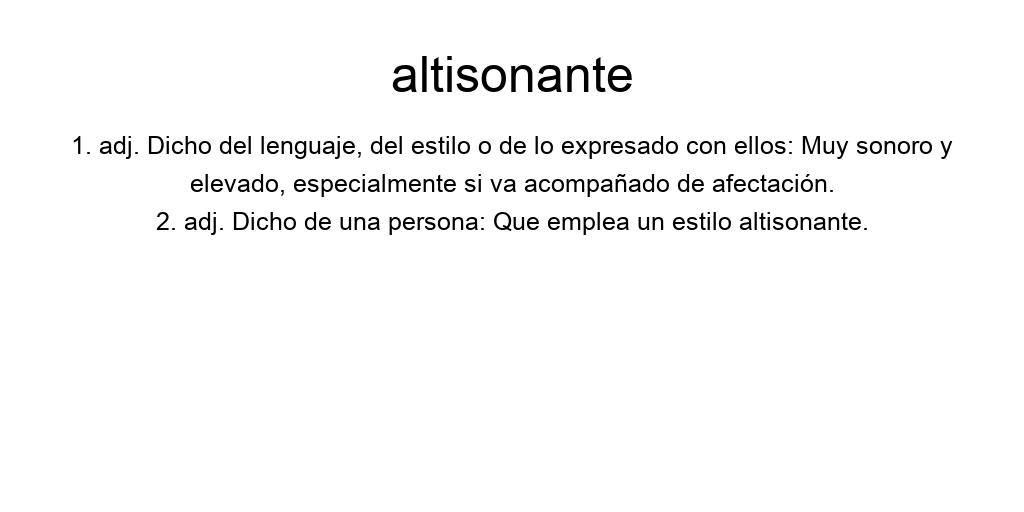 altisonante
1. adj. Dicho del lenguaje, del estilo o de lo expresado con ellos: Muy sonoro y
elevado, especialmente si va acompañado de afectación.
2. adj. Dicho de una persona: Que emplea un estilo altisonante.